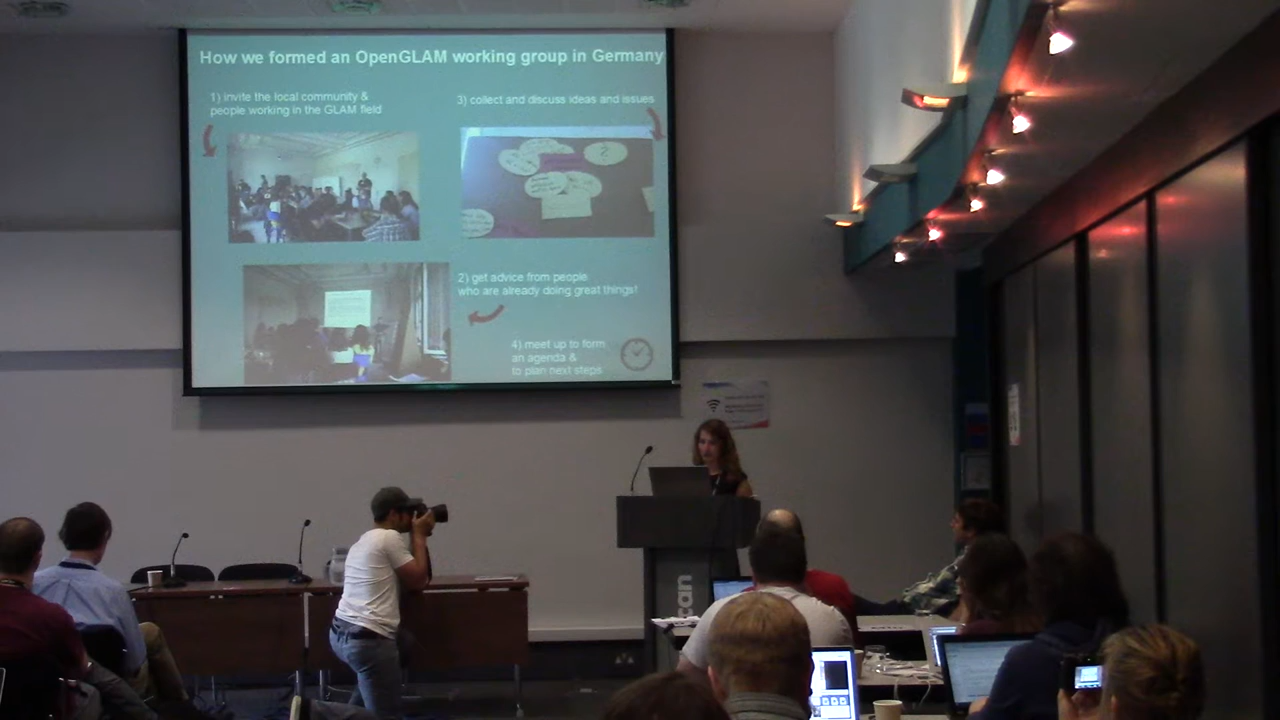 How we formed an OpenGLAM working group in Germany
1) invite the local community &
people working in the GLAM field
3) collect and discuss ideas and issues
2) get advice from people
who are already doing great things!
4) meet up to form
an agenda &
to plan next steps
can